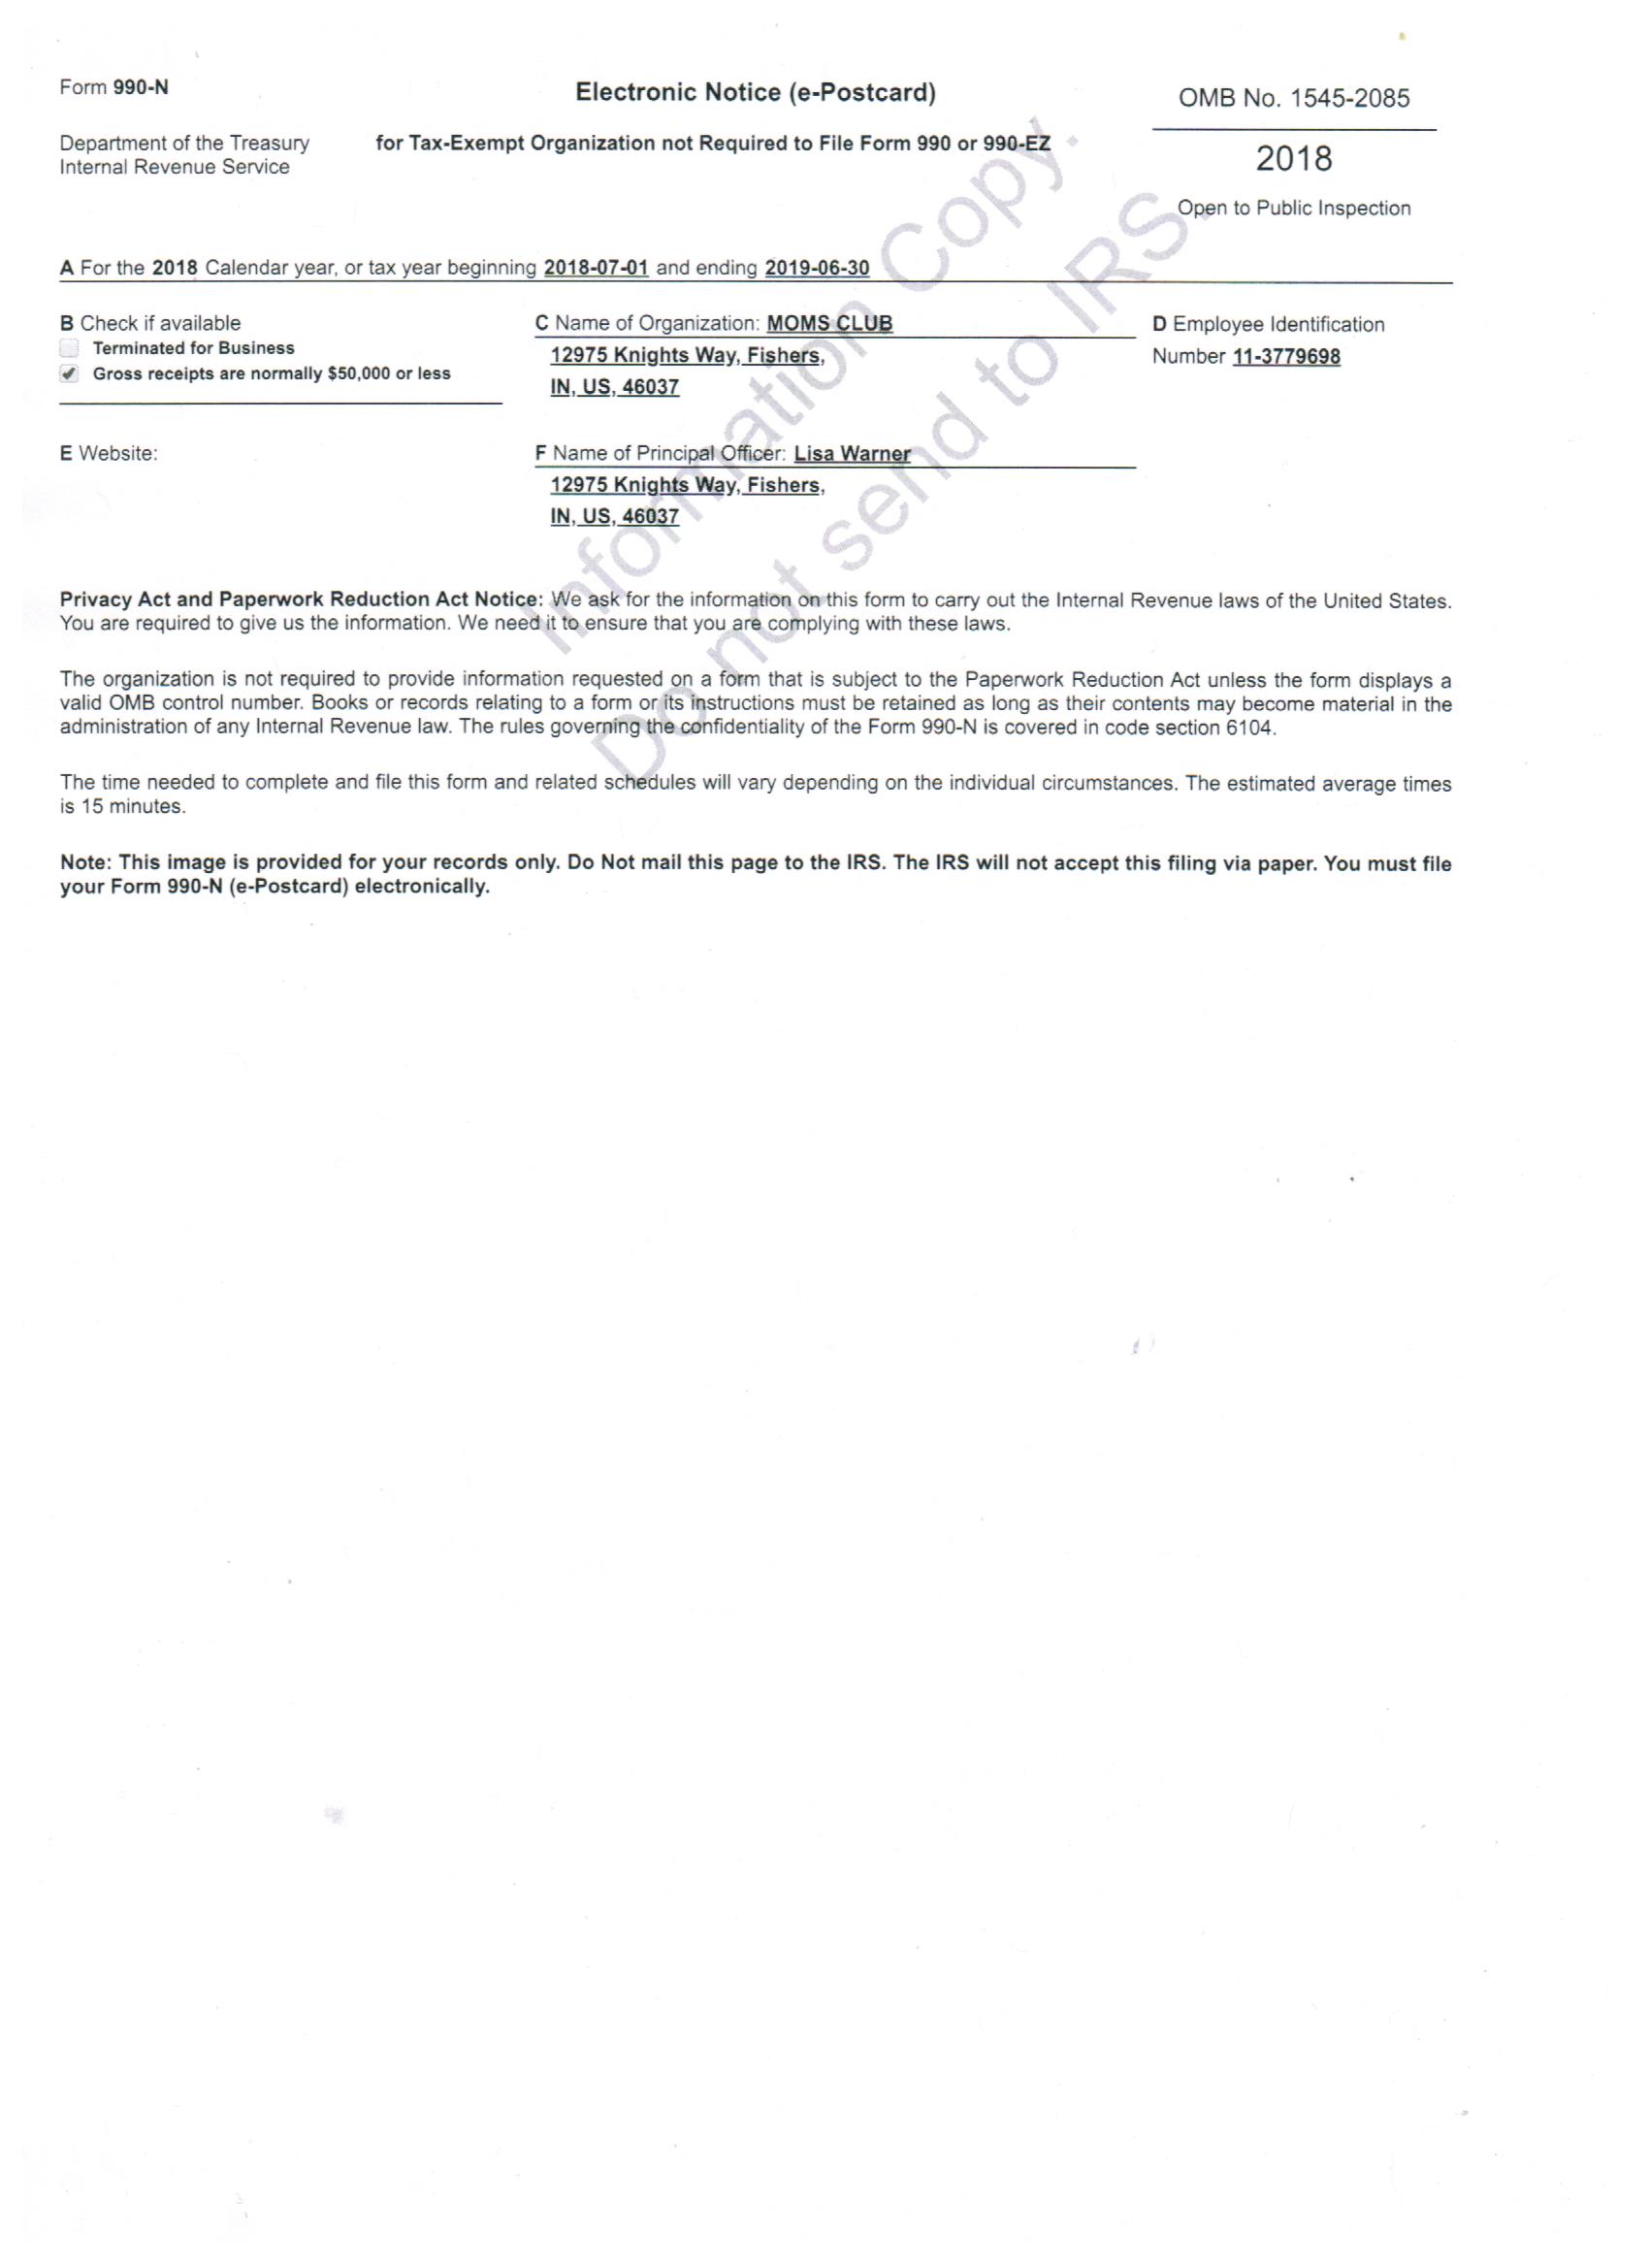 Form 990-N
Electronic Notice (e-Postcard)
OMB No. 1545-2085
Department of the Treasury
Internal Revenue Service
for Tax-Exempt Organization not Required to File Form 990 or 990-EZ
2018
Open to Public Inspection
A For the 2018 Calendar year, or tax year beginning 2018-07-01 and ending 2019-06-30
B Check if available
Terminated for Business
Gross receipts are normally $50,000 or less
C Name of Organization: MOMS CLUB
12975 Knights Way, Fishers,
IN, US, 46037
D Employee Identification
Number 11-3779698
E Website:
F Name of Principal Officer: Lisa Warner
12975 Knights Way, Fishers,
IN, US, 46037
Privacy Act and Paperwork Reduction Act Notice: We ask for the information on this form to carry out the Internal Revenue laws of the United States.
You are required to give us the information. We need it to ensure that you are complying with these laws.
The organization is not required to provide information requested on a form that is subject to the Paperwork Reduction Act unless the form displays a
valid OMB control number. Books or records relating to a form or its instructions must be retained as long as their contents may become material in the
administration of any Internal Revenue law. The rules governing the confidentiality of the Form 990-N is covered in code section 6104.
The time needed to complete and file this form and related schedules will vary depending on the individual circumstances. The estimated average times
is 15 minutes.
Note: This image is provided for your records only. Do Not mail this page to the IRS. The IRS will not accept this filing via paper. You must file
your Form 990-N (e-Postcard) electronically.
Information Copy.
Do not send to IRS.